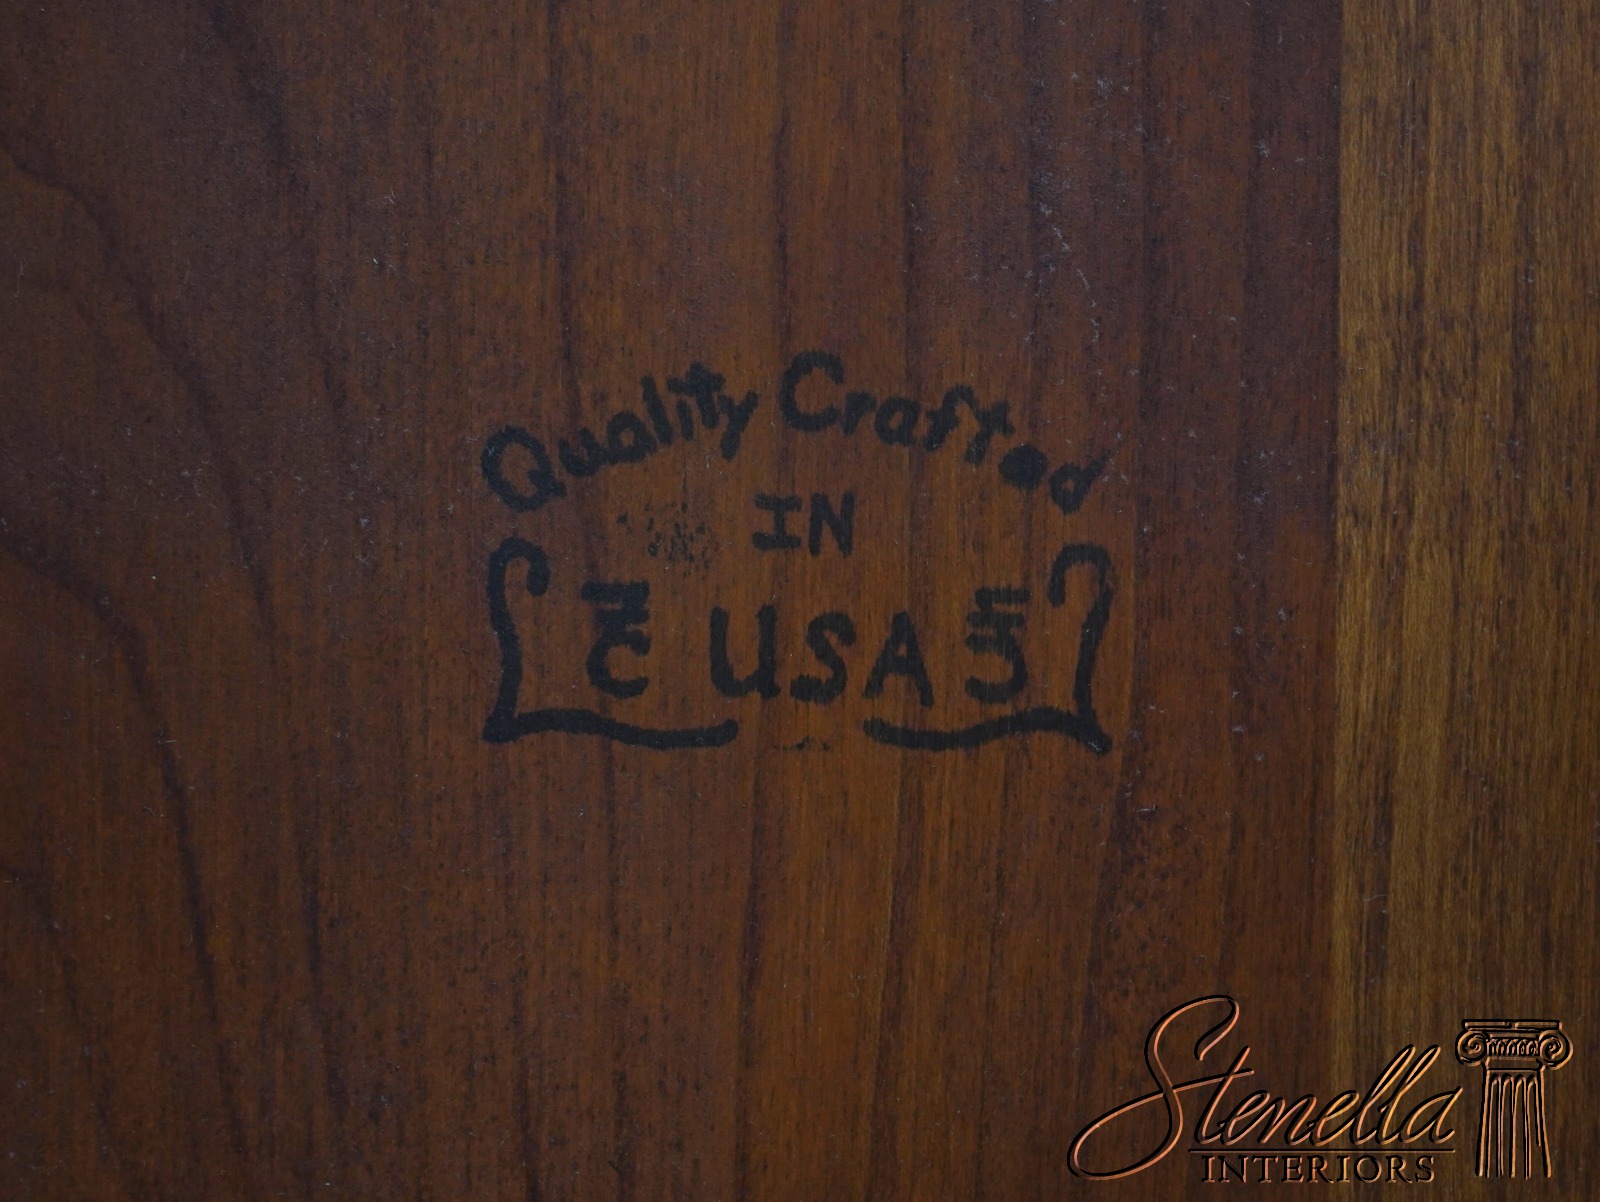 Quality Crafted
IN
USA
Stenella
INTERIORS